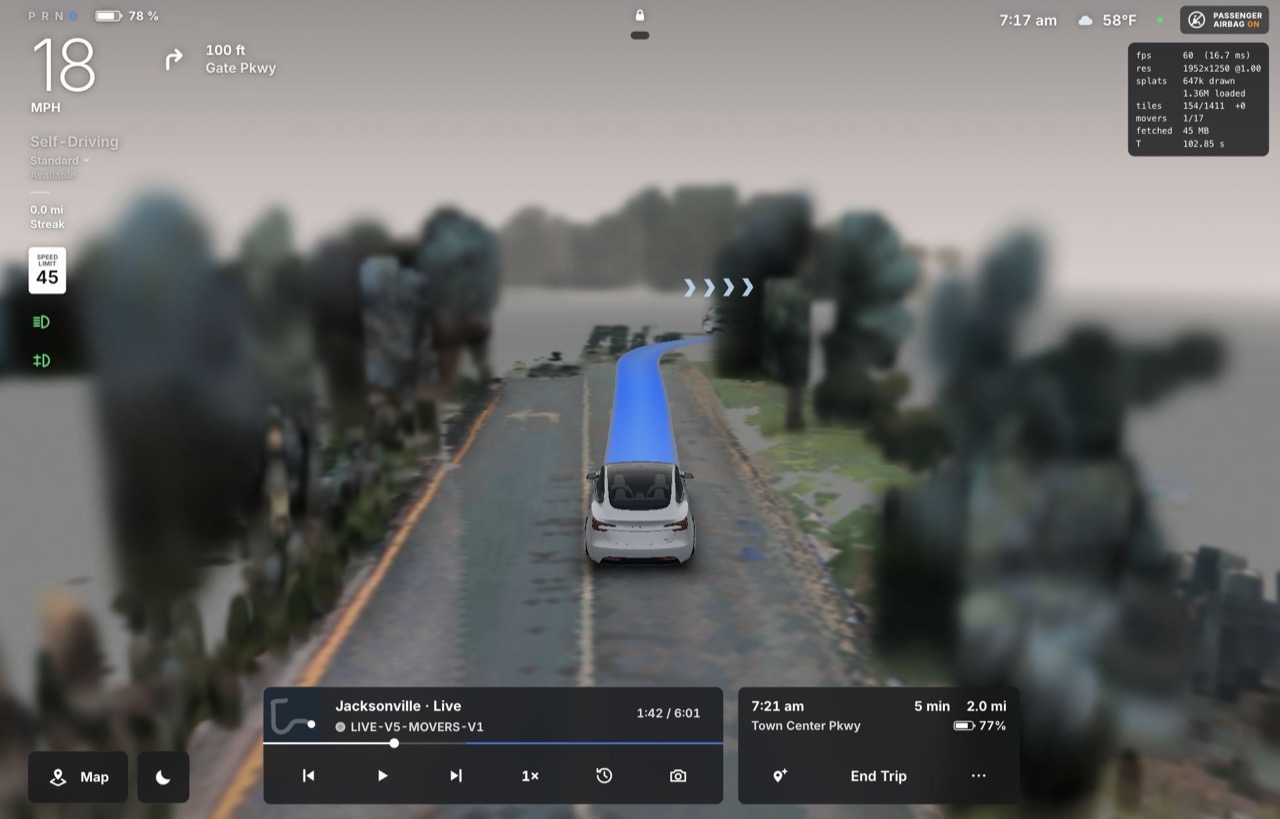 P R N D
78 %
7:17 am
58°F
PASSENGER
AIRBAG ON
18
MPH
100 ft
Gate Pkwy
fps 60 (16.7 ms)
res 1952x1250 @1.00
splats 647k drawn
1.36M loaded
tiles 154/1411 +0
movers 1/17
fetched 45 MB
T 102.85 s
Self-Driving
Standard
Available
0.0 mi
Streak
SPEED
LIMIT
45
Jacksonville · Live
LIVE-V5-MOVERS-V1
1:42 / 6:01
1×
7:21 am 5 min 2.0 mi
Town Center Pkwy 77%
End Trip
Map